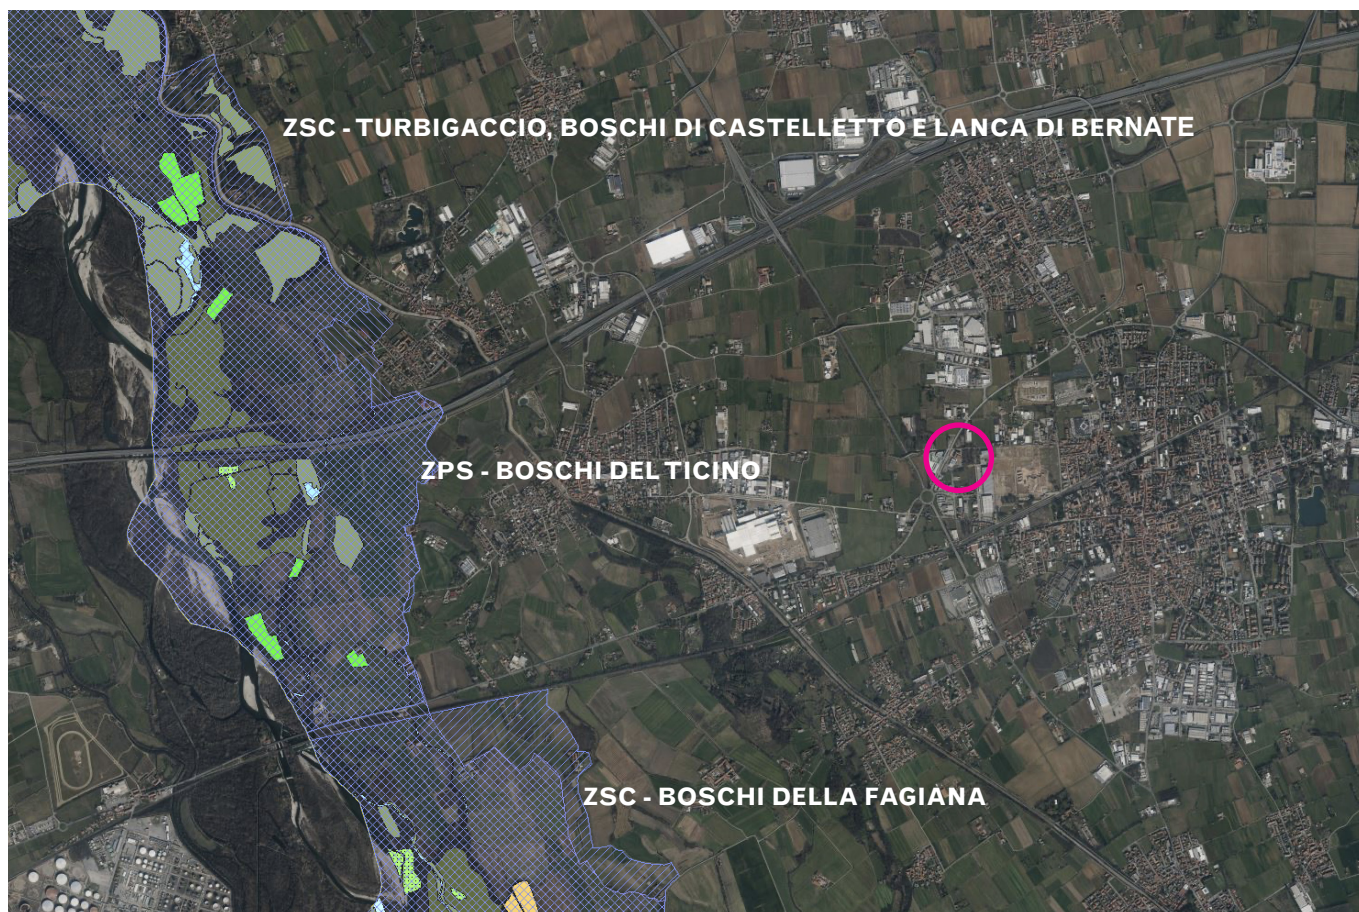 ZSC - TURBIGACCIO, BOSCHI DI CASTELLETTO E LANCA DI BERNATE
ZPS - BOSCHI DEL TICINO
ZSC - BOSCHI DELLA FAGIANA